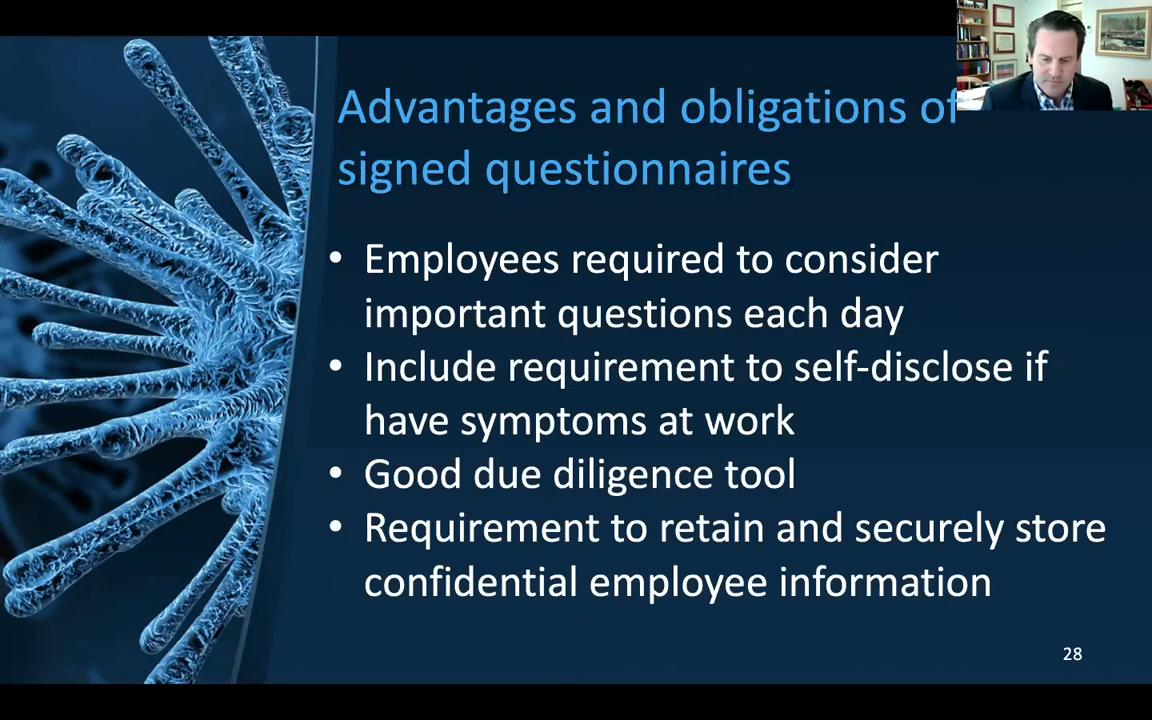 Advantages and obligations of
signed questionnaires
• Employees required to consider
important questions each day
• Include requirement to self-disclose if
have symptoms at work
• Good due diligence tool
• Requirement to retain and securely store
confidential employee information
28